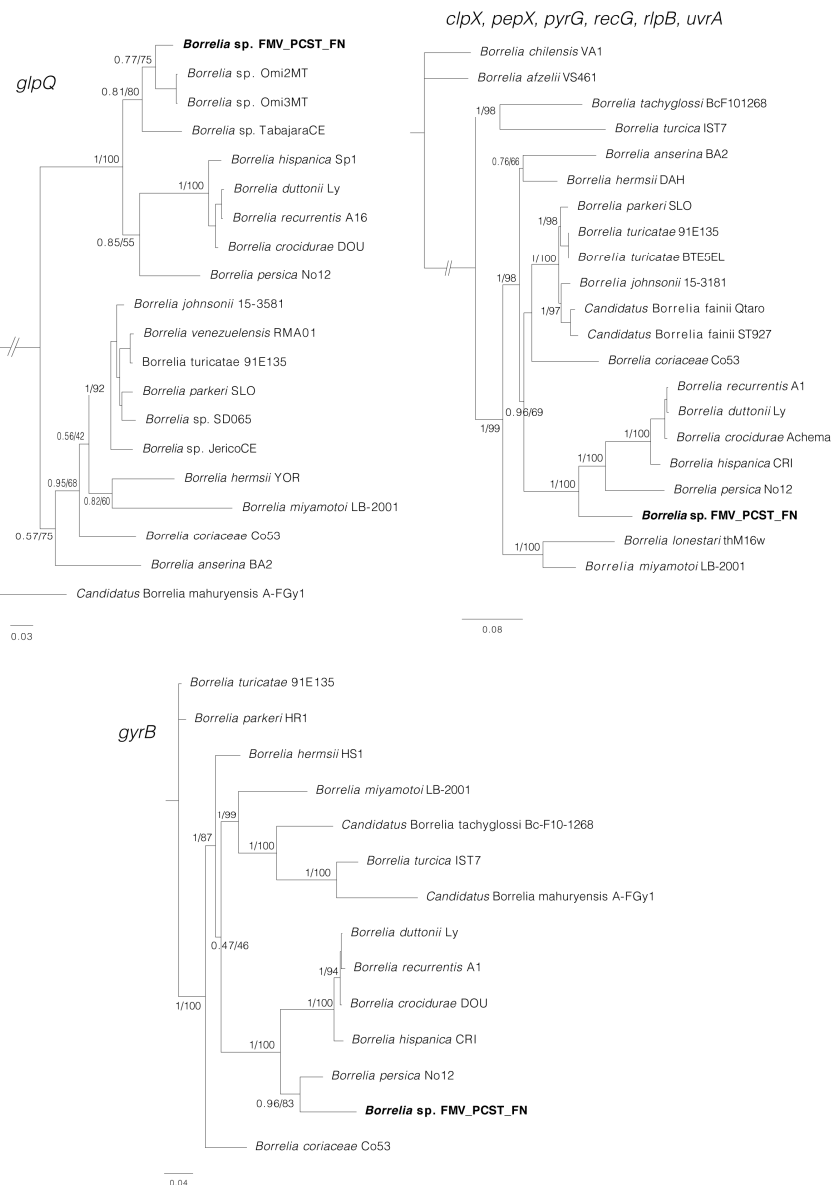 glpQ
0.77/75
Borrelia sp. FMV_PCST_FN
Borrelia sp. Omi2MT
0.81/80
Borrelia sp. Omi3MT
Borrelia sp. TabajaraCE
1/100
Borrelia hispanica Sp1
1/100
Borrelia duttonii Ly
Borrelia recurrentis A16
0.85/55
Borrelia crocidurae DOU
Borrelia persica No12
Borrelia johnsonii 15-3581
Borrelia venezuelensis RMA01
Borrelia turicatae 91E135
1/92
Borrelia parkeri SLO
Borrelia sp. SD065
0.56/42
Borrelia sp. JericoCE
0.95/68
Borrelia hermsii YOR
0.82/60
Borrelia miyamotoi LB-2001
0.57/75
Borrelia coriaceae Co53
Borrelia anserina BA2
Candidatus Borrelia mahuryensis A-FGy1
0.03
clpX, pepX, pyrG, recG, rlpB, uvrA
Borrelia chilensis VA1
Borrelia afzelii VS461
1/98
Borrelia tachyglossi BcF101268
Borrelia turcica IST7
0.76/66
Borrelia anserina BA2
Borrelia hermsii DAH
Borrelia parkeri SLO
1/98
Borrelia turicatae 91E135
1/100
Borrelia turicatae BTE5EL
1/98
Borrelia johnsonii 15-3181
1/97
Candidatus Borrelia fainii Qtaro
Candidatus Borrelia fainii ST927
Borrelia coriaceae Co53
Borrelia recurrentis A1
0.96/69
Borrelia duttonii Ly
1/99
1/100
Borrelia crocidurae Achema
1/100
Borrelia hispanica CRI
1/100
Borrelia persica No12
Borrelia sp. FMV_PCST_FN
1/100
Borrelia lonestari thM16w
Borrelia miyamotoi LB-2001
0.08
gyrB
Borrelia turicatae 91E135
Borrelia parkeri HR1
Borrelia hermsii HS1
Borrelia miyamotoi LB-2001
1/99
Candidatus Borrelia tachyglossi Bc-F10-1268
1/87
1/100
Borrelia turcica IST7
1/100
Candidatus Borrelia mahuryensis A-FGy1
0.47/46
Borrelia duttonii Ly
1/94
Borrelia recurrentis A1
1/100
1/100
Borrelia crocidurae DOU
Borrelia hispanica CRI
1/100
Borrelia persica No12
0.96/83
Borrelia sp. FMV_PCST_FN
Borrelia coriaceae Co53
0.04